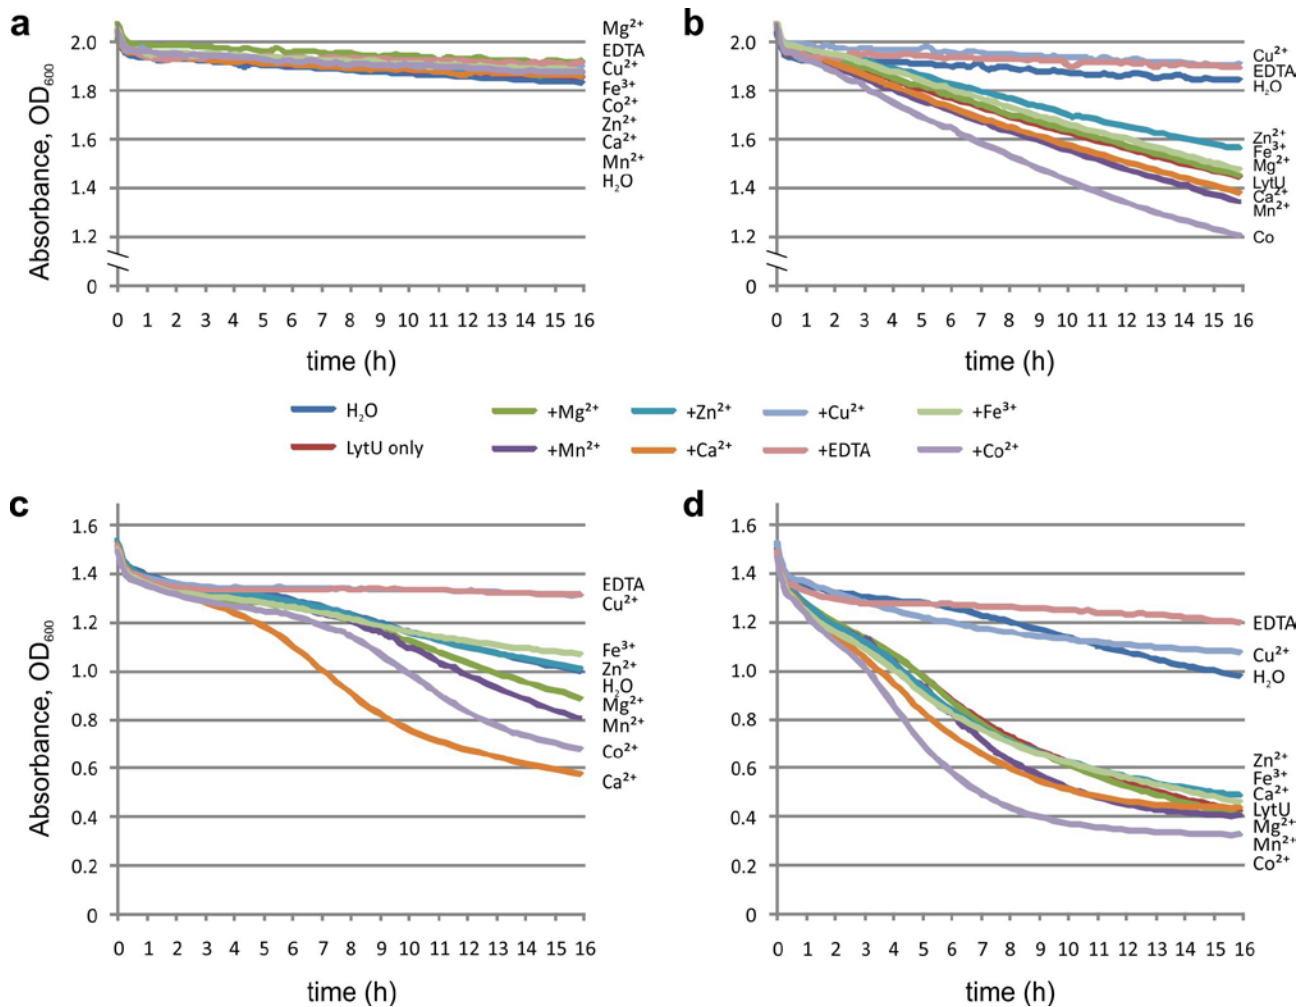 a
Absorbance, OD₆₀₀
2.0
1.8
1.6
1.4
1.2
0
0 1 2 3 4 5 6 7 8 9 10 11 12 13 14 15 16
time (h)
Mg²⁺
EDTA
Cu²⁺
Fe³⁺
Co²⁺
Zn²⁺
Ca²⁺
Mn²⁺
H₂O
b
2.0
1.8
1.6
1.4
1.2
0
0 1 2 3 4 5 6 7 8 9 10 11 12 13 14 15 16
time (h)
Cu²⁺
EDTA
H₂O
Zn²⁺
Fe³⁺
Mg²⁺
LytU
Ca²⁺
Mn²⁺
Co
H₂O +Mg²⁺ +Zn²⁺ +Cu²⁺ +Fe³⁺
LytU only +Mn²⁺ +Ca²⁺ +EDTA +Co²⁺
c
Absorbance, OD₆₀₀
1.6
1.4
1.2
1.0
0.8
0.6
0.4
0.2
0
0 1 2 3 4 5 6 7 8 9 10 11 12 13 14 15 16
time (h)
EDTA
Cu²⁺
Fe³⁺
Zn²⁺
H₂O
Mg²⁺
Mn²⁺
Co²⁺
Ca²⁺
d
1.6
1.4
1.2
1.0
0.8
0.6
0.4
0.2
0
0 1 2 3 4 5 6 7 8 9 10 11 12 13 14 15 16
time (h)
EDTA
Cu²⁺
H₂O
Zn²⁺
Fe³⁺
Ca²⁺
LytU
Mg²⁺
Mn²⁺
Co²⁺